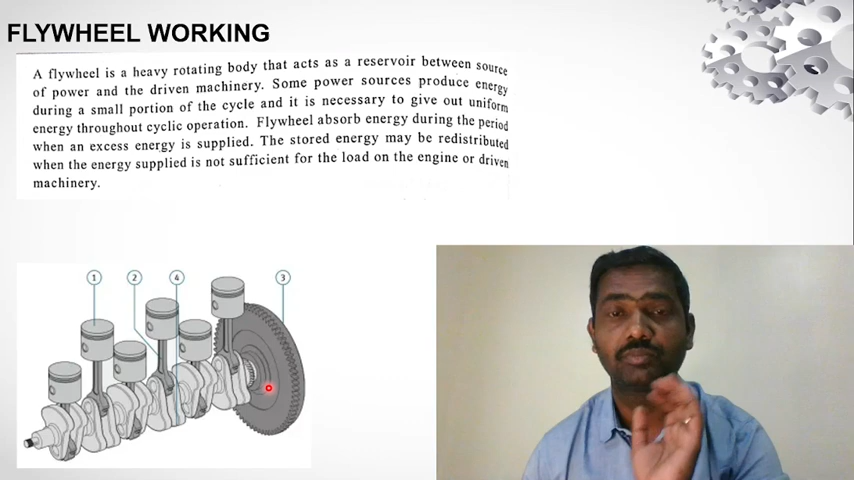 FLYWHEEL WORKING
A flywheel is a heavy rotating body that acts as a reservoir between source
of power and the driven machinery. Some power sources produce energy
during a small portion of the cycle and it is necessary to give out uniform
energy throughout cyclic operation. Flywheel absorb energy during the period
when an excess energy is supplied. The stored energy may be redistributed
when the energy supplied is not sufficient for the load on the engine or driven
machinery.
1 2 4 3